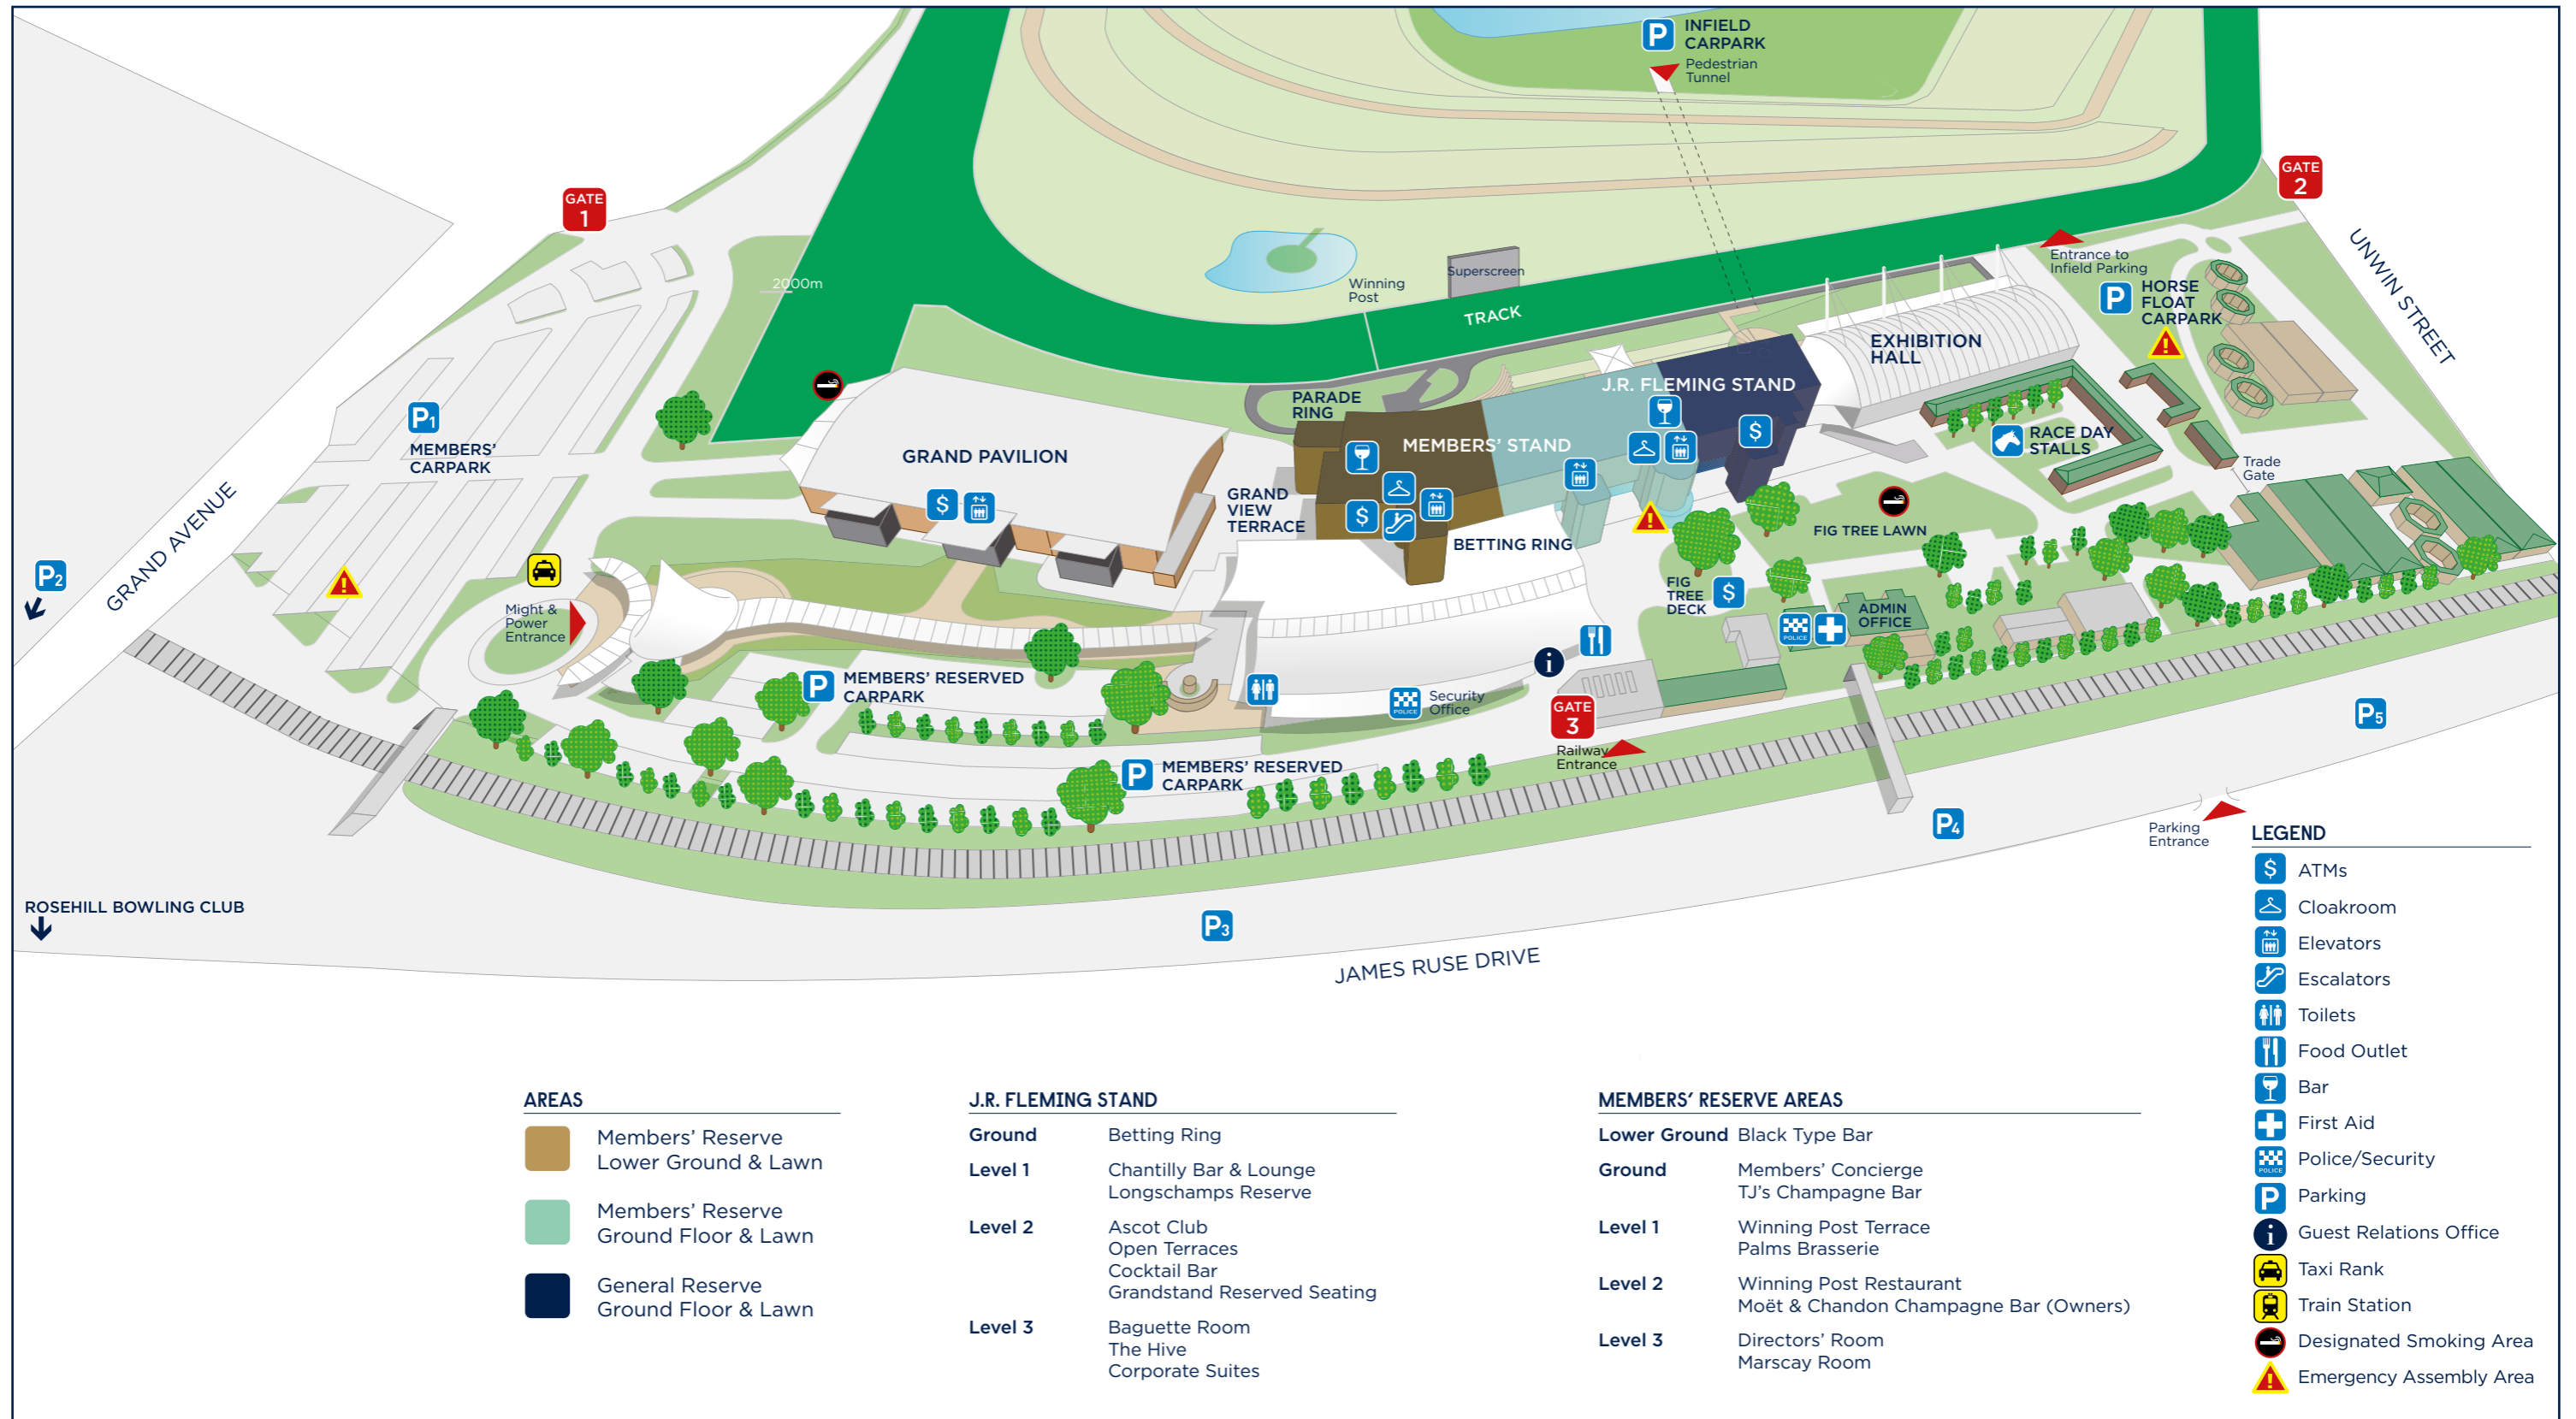 P INFIELD
CARPARK
Pedestrian
Tunnel
GATE
1
GATE
2
UNWIN STREET
Entrance to
Infield Parking
P HORSE
FLOAT
CARPARK
2000m
Winning
Post
Superscreen
TRACK
EXHIBITION
HALL
J.R. FLEMING STAND
PARADE
RING
MEMBERS' STAND
P1
MEMBERS'
CARPARK
GRAND PAVILION
$
$
$
RACE DAY
STALLS
Trade
Gate
GRAND
VIEW
TERRACE
BETTING RING
FIG TREE LAWN
GRAND AVENUE
P2
Might &
Power
Entrance
FIG
TREE
DECK
$
ADMIN
OFFICE
POLICE
i
P MEMBERS' RESERVED
CARPARK
POLICE
Security
Office
GATE
3
Railway
Entrance
P MEMBERS' RESERVED
CARPARK
P5
P4
Parking
Entrance
P3
JAMES RUSE DRIVE
ROSEHILL BOWLING CLUB
LEGEND
$ ATMs
Cloakroom
Elevators
Escalators
Toilets
Food Outlet
Bar
First Aid
POLICE Police/Security
P Parking
i Guest Relations Office
Taxi Rank
Train Station
Designated Smoking Area
! Emergency Assembly Area
AREAS
Members' Reserve
Lower Ground & Lawn
Members' Reserve
Ground Floor & Lawn
General Reserve
Ground Floor & Lawn
J.R. FLEMING STAND
Ground Betting Ring
Level 1 Chantilly Bar & Lounge
Longschamps Reserve
Level 2 Ascot Club
Open Terraces
Cocktail Bar
Grandstand Reserved Seating
Level 3 Baguette Room
The Hive
Corporate Suites
MEMBERS' RESERVE AREAS
Lower Ground Black Type Bar
Ground Members' Concierge
TJ's Champagne Bar
Level 1 Winning Post Terrace
Palms Brasserie
Level 2 Winning Post Restaurant
Moët & Chandon Champagne Bar (Owners)
Level 3 Directors' Room
Marscay Room